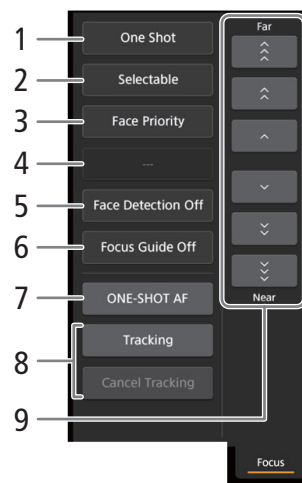 Far
1 One Shot
2 Selectable
3 Face Priority
4 ---
5 Face Detection Off
6 Focus Guide Off
7 ONE-SHOT AF
Near
8 Tracking
Cancel Tracking
9
Focus